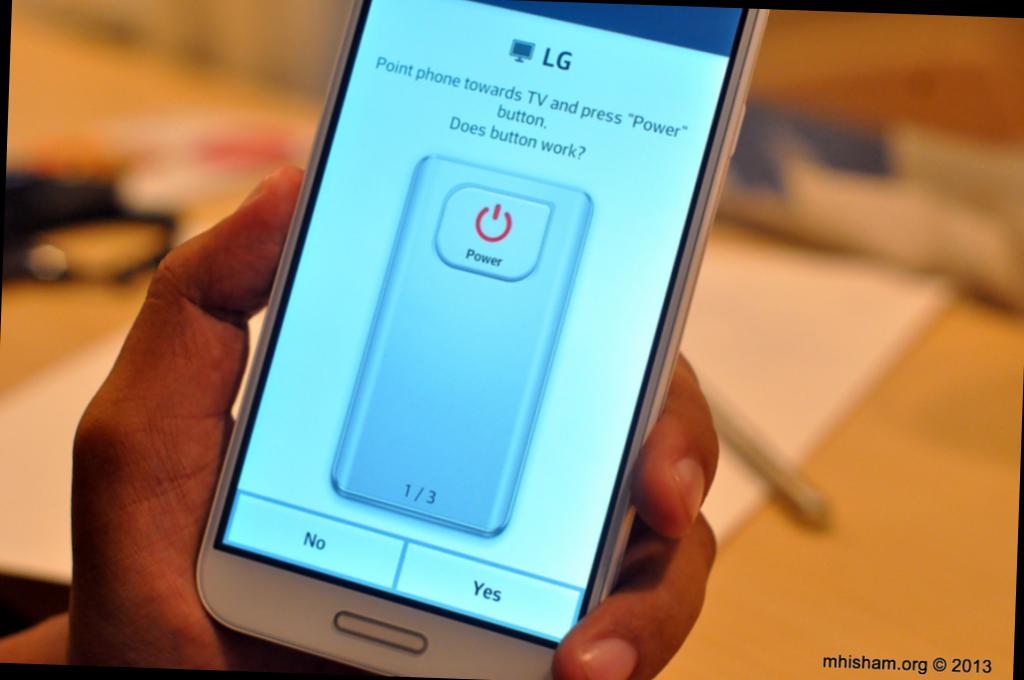 LG
Point phone towards TV and press "Power"
button.
Does button work?
Power
1 / 3
No
Yes
mhisham.org © 2013